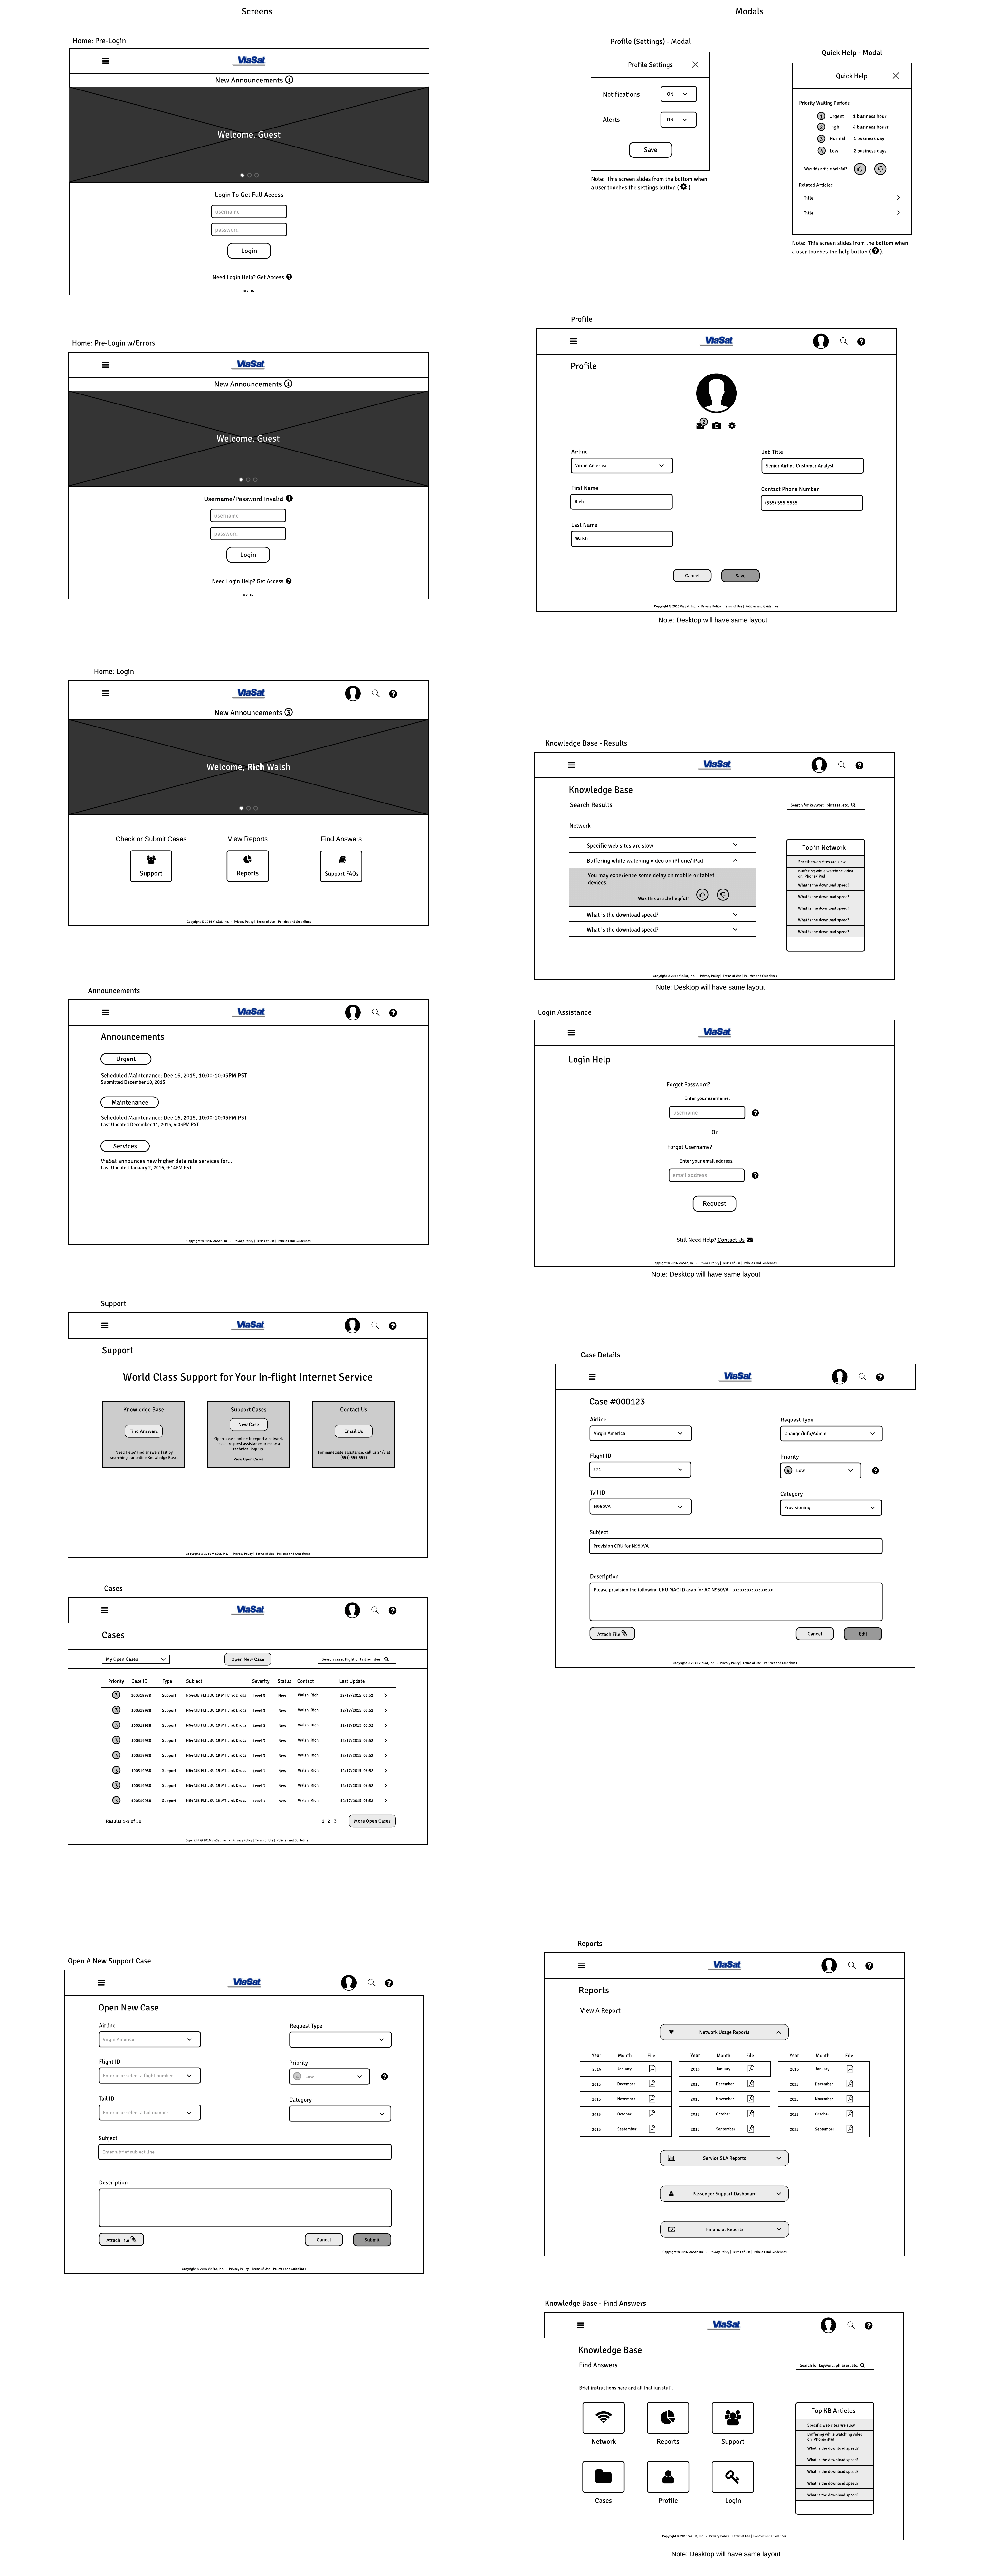 Screens
Home: Pre-Login
ViaSat
New Announcements 1
Welcome, Guest
Login To Get Full Access
username
password
Login
Need Login Help? Get Access ?
© 2016
Home: Pre-Login w/Errors
ViaSat
New Announcements 1
Welcome, Guest
Username/Password Invalid !
username
password
Login
Need Login Help? Get Access ?
© 2016
Home: Login
ViaSat ?
New Announcements 3
Welcome, Rich Walsh
Check or Submit Cases View Reports Find Answers
Support Reports Support FAQs
Copyright © 2016 ViaSat, Inc. - Privacy Policy | Terms of Use | Policies and Guidelines
Announcements
ViaSat ?
Announcements
Urgent
Scheduled Maintenance: Dec 16, 2015, 10:00-10:05PM PST
Submitted December 10, 2015
Maintenance
Scheduled Maintenance: Dec 16, 2015, 10:00-10:05PM PST
Last Updated December 11, 2015, 4:03PM PST
Services
ViaSat announces new higher data rate services for...
Last Updated January 2, 2016, 9:14PM PST
Copyright © 2016 ViaSat, Inc. - Privacy Policy | Terms of Use | Policies and Guidelines
Support
ViaSat ?
Support
World Class Support for Your In-flight Internet Service
Knowledge Base
Find Answers
Need Help? Find answers fast by
searching our online Knowledge Base.
Support Cases
New Case
Open a case online to report a network
issue, request assistance or make a
technical inquiry.
View Open Cases
Contact Us
Email Us
For immediate assistance, call us 24/7 at
(555) 555-5555
Copyright © 2016 ViaSat, Inc. - Privacy Policy | Terms of Use | Policies and Guidelines
Cases
ViaSat ?
Cases
My Open Cases Open New Case Search case, flight or tail number
Priority Case ID Type Subject Severity Status Contact Last Update
3 100319988 Support N844JB FLT JBU 19 MT Link Drops Level 3 New Walsh, Rich 12/17/2015 03:52
3 100319988 Support N844JB FLT JBU 19 MT Link Drops Level 3 New Walsh, Rich 12/17/2015 03:52
3 100319988 Support N844JB FLT JBU 19 MT Link Drops Level 3 New Walsh, Rich 12/17/2015 03:52
3 100319988 Support N844JB FLT JBU 19 MT Link Drops Level 3 New Walsh, Rich 12/17/2015 03:52
3 100319988 Support N844JB FLT JBU 19 MT Link Drops Level 3 New Walsh, Rich 12/17/2015 03:52
3 100319988 Support N844JB FLT JBU 19 MT Link Drops Level 3 New Walsh, Rich 12/17/2015 03:52
3 100319988 Support N844JB FLT JBU 19 MT Link Drops Level 3 New Walsh, Rich 12/17/2015 03:52
3 100319988 Support N844JB FLT JBU 19 MT Link Drops Level 3 New Walsh, Rich 12/17/2015 03:52
Results 1-8 of 50 1 | 2 | 3 More Open Cases
Copyright © 2016 ViaSat, Inc. - Privacy Policy | Terms of Use | Policies and Guidelines
Open A New Support Case
ViaSat ?
Open New Case
Airline Request Type
Virgin America
Flight ID Priority
Enter in or select a flight number 4 Low ?
Tail ID Category
Enter in or select a tail number
Subject
Enter a brief subject line
Description
Attach File Cancel Submit
Copyright © 2016 ViaSat, Inc. - Privacy Policy | Terms of Use | Policies and Guidelines
Modals
Profile (Settings) - Modal
Profile Settings
Notifications ON
Alerts ON
Save
Note: This screen slides from the bottom when
a user touches the settings button ( ).
Quick Help - Modal
Quick Help
Priority Waiting Periods
1 Urgent 1 business hour
2 High 4 business hours
3 Normal 1 business day
4 Low 2 business days
Was this article helpful?
Related Articles
Title
Title
Note: This screen slides from the bottom when
a user touches the help button ( ? ).
Profile
ViaSat ?
Profile
Airline Job Title
Virgin America Senior Airline Customer Analyst
First Name Contact Phone Number
Rich (555) 555-5555
Last Name
Walsh
Cancel Save
Copyright © 2016 ViaSat, Inc. - Privacy Policy | Terms of Use | Policies and Guidelines
Note: Desktop will have same layout
Knowledge Base - Results
ViaSat ?
Knowledge Base
Search Results Search for keyword, phrases, etc.
Network
Specific web sites are slow
Buffering while watching video on iPhone/iPad
You may experience some delay on mobile or tablet
devices.
Was this article helpful?
What is the download speed?
What is the download speed?
Top in Network
Specific web sites are slow
Buffering while watching video
on iPhone/iPad
What is the download speed?
What is the download speed?
What is the download speed?
What is the download speed?
What is the download speed?
Copyright © 2016 ViaSat, Inc. - Privacy Policy | Terms of Use | Policies and Guidelines
Note: Desktop will have same layout
Login Assistance
ViaSat
Login Help
Forgot Password?
Enter your username.
username ?
Or
Forgot Username?
Enter your email address.
email address ?
Request
Still Need Help? Contact Us
Copyright © 2016 ViaSat, Inc. - Privacy Policy | Terms of Use | Policies and Guidelines
Note: Desktop will have same layout
Case Details
ViaSat ?
Case #000123
Airline Request Type
Virgin America Change/Info/Admin
Flight ID Priority
271 4 Low ?
Tail ID Category
N950VA Provisioning
Subject
Provision CRU for N950VA
Description
Please provision the following CRU MAC ID asap for AC N950VA: xx: xx: xx: xx: xx: xx
Attach File Cancel Edit
Copyright © 2016 ViaSat, Inc. - Privacy Policy | Terms of Use | Policies and Guidelines
Reports
ViaSat ?
Reports
View A Report
Network Usage Reports
Year Month File Year Month File Year Month File
2016 January 2016 January 2016 January
2015 December 2015 December 2015 December
2015 November 2015 November 2015 November
2015 October 2015 October 2015 October
2015 September 2015 September 2015 September
Service SLA Reports
Passenger Support Dashboard
Financial Reports
Copyright © 2016 ViaSat, Inc. - Privacy Policy | Terms of Use | Policies and Guidelines
Knowledge Base - Find Answers
ViaSat ?
Knowledge Base
Find Answers Search for keyword, phrases, etc.
Brief instructions here and all that fun stuff.
Network Reports Support
Cases Profile Login
Top KB Articles
Specific web sites are slow
Buffering while watching video
on iPhone/iPad
What is the download speed?
What is the download speed?
What is the download speed?
What is the download speed?
What is the download speed?
Copyright © 2016 ViaSat, Inc. - Privacy Policy | Terms of Use | Policies and Guidelines
Note: Desktop will have same layout